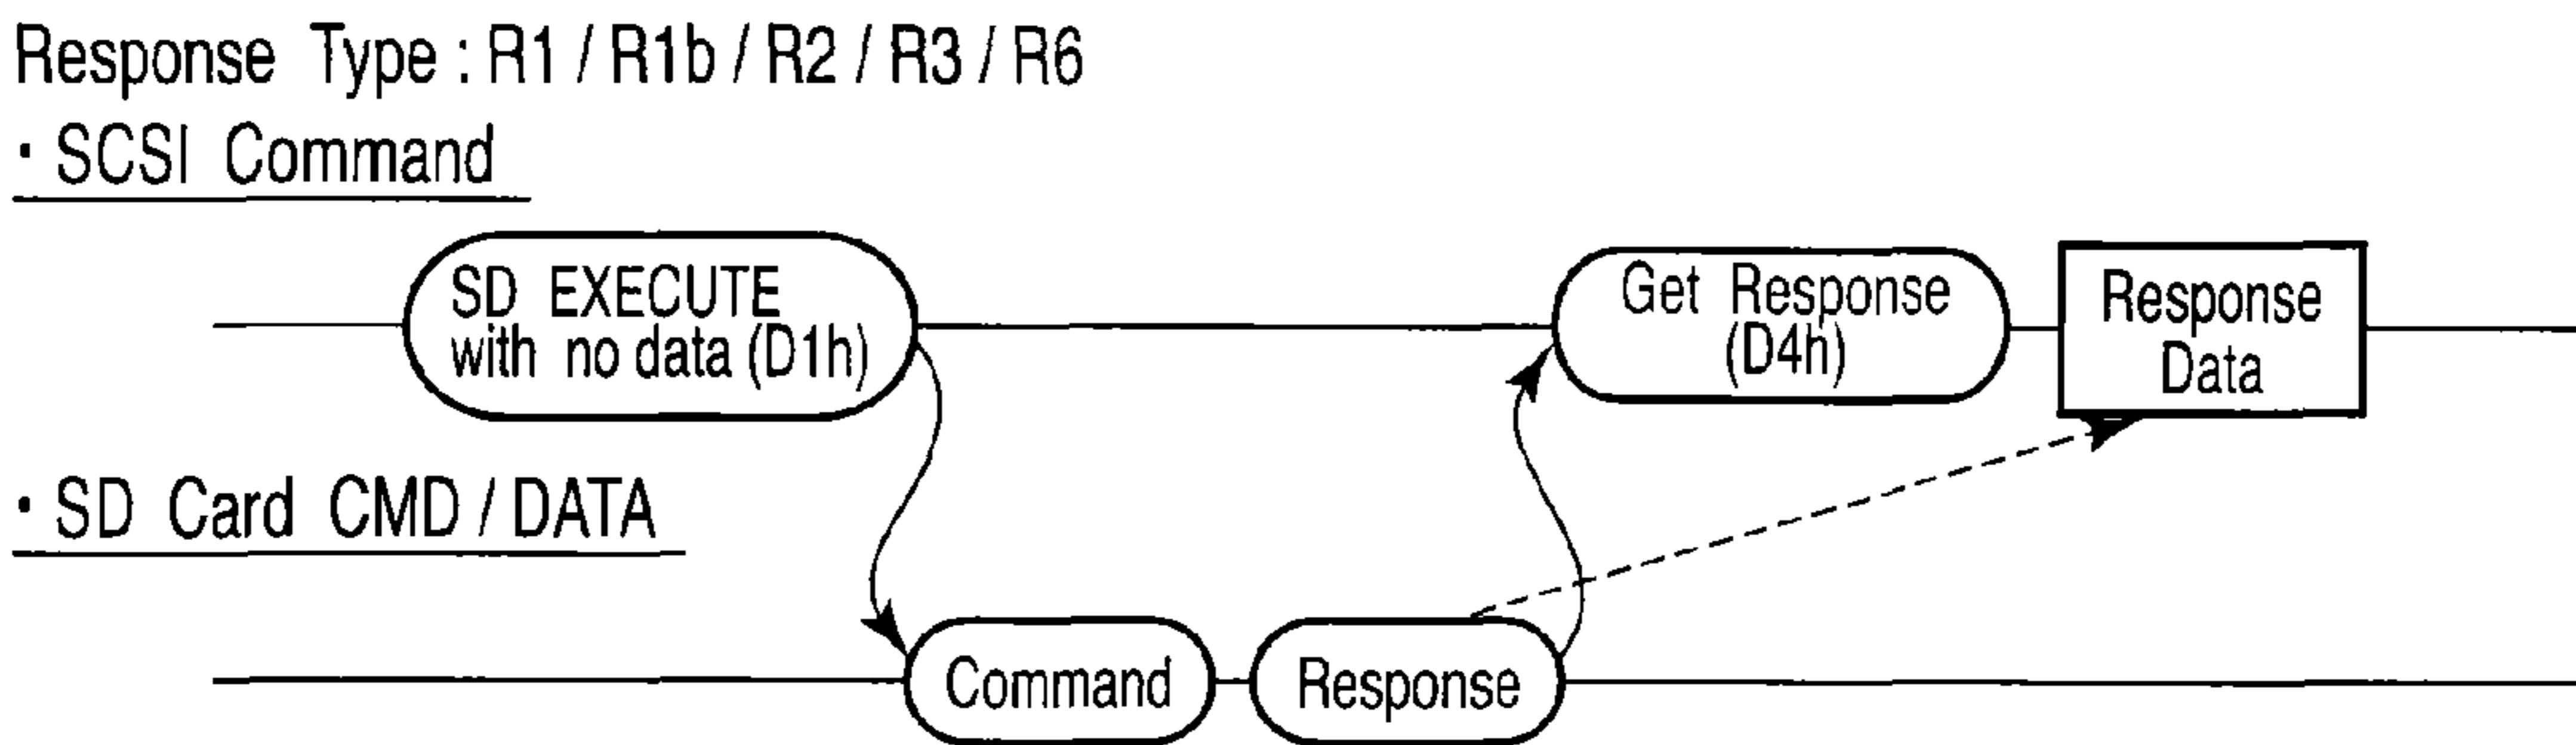 Response Type : R1 / R1b / R2 / R3 / R6
· SCSI Command
SD EXECUTE
with no data (D1h)
Get Response
(D4h)
Response
Data
· SD Card CMD / DATA
Command
Response